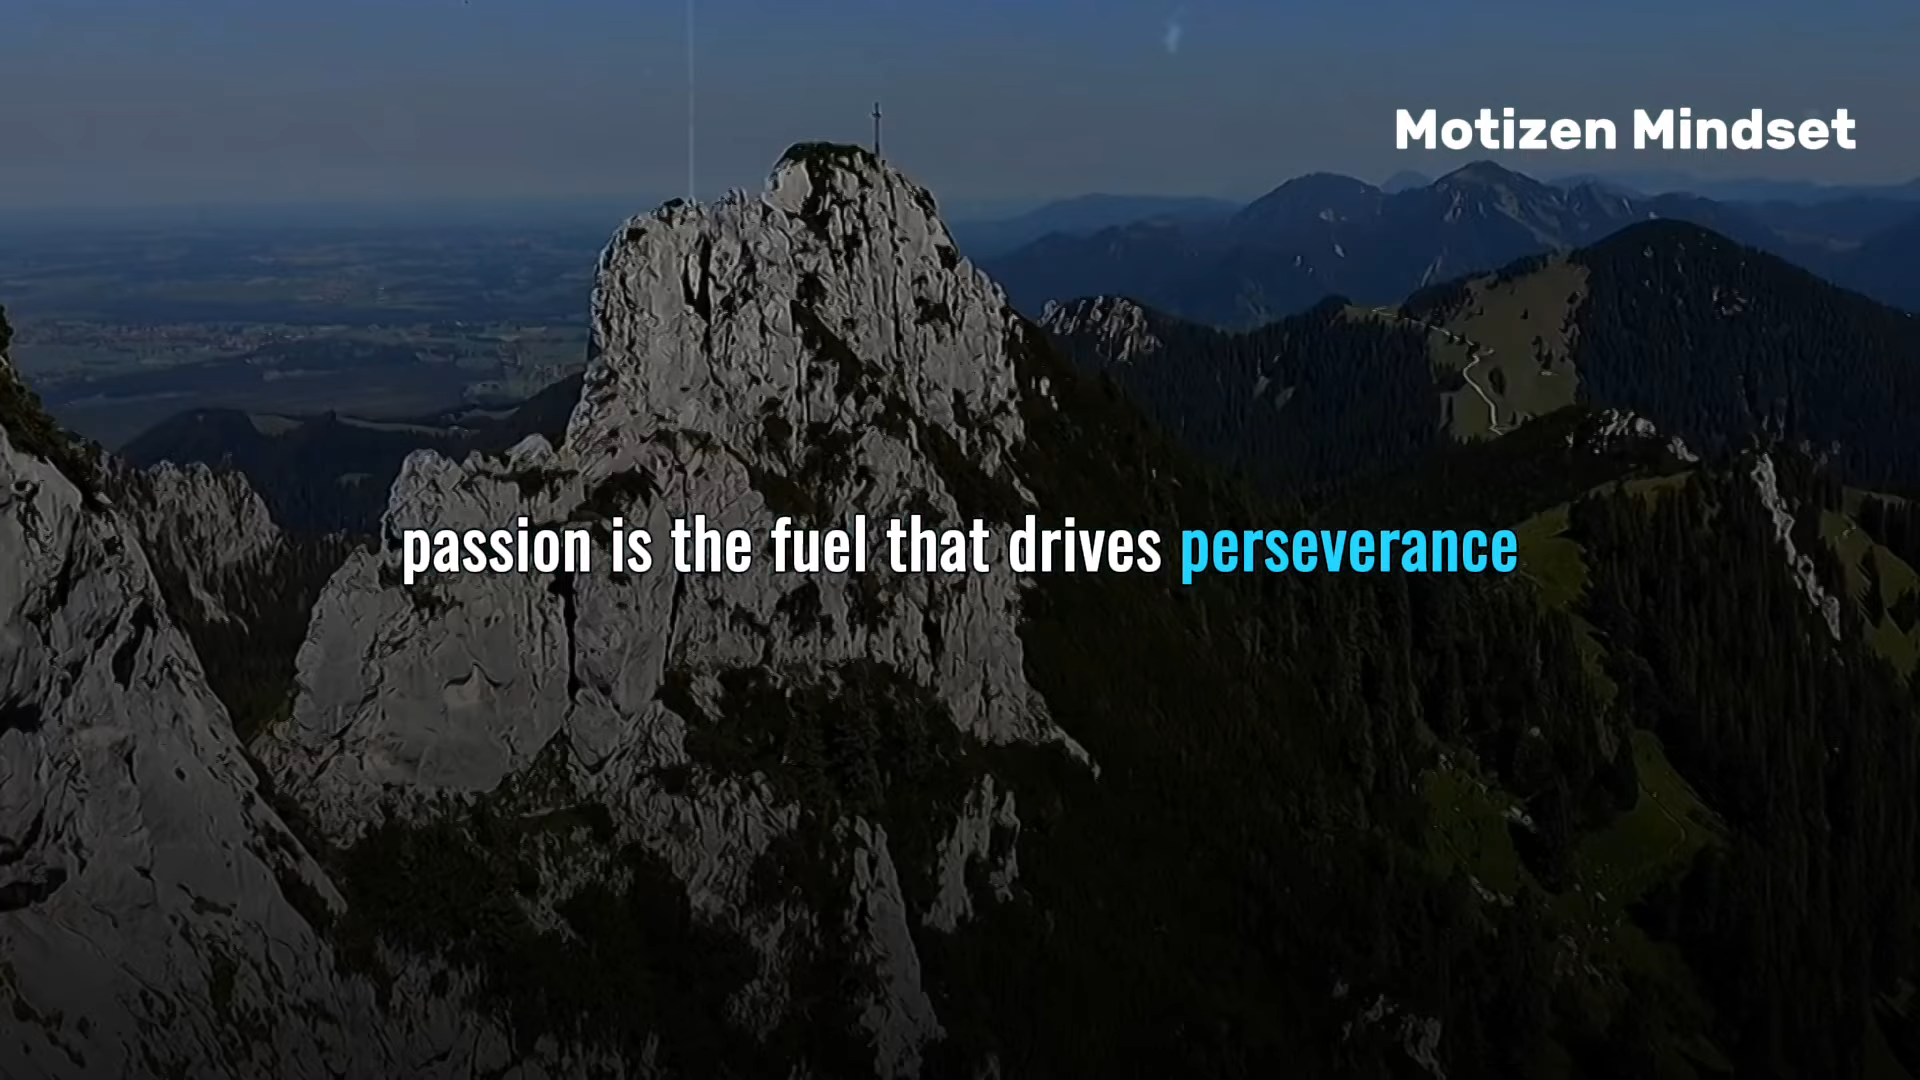 Motizen Mindset
passion is the fuel that drives perseverance